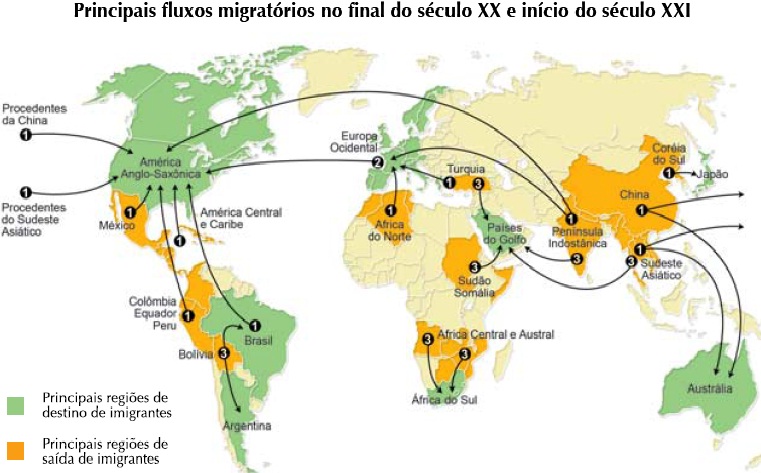 Principais fluxos migratórios no final do século XX e início do século XXI
Procedentes
da China
1
Procedentes
do Sudeste
Asiático
1
América
Anglo-Saxônica
México
1
América Central
e Caribe
1
Colômbia
Equador
Peru
1
Brasil
1
Bolívia
3
Argentina
Europa
Ocidental
2
Turquia
1
3
África
do Norte
1
Países
do Golfo
Sudão
Somália
3
África Central e Austral
3
3
África do Sul
Península
Indostânica
1
3
Coréia
do Sul
1
Japão
China
1
Sudeste
Asiático
1
3
Austrália
Principais regiões de
destino de imigrantes
Principais regiões de
saída de imigrantes